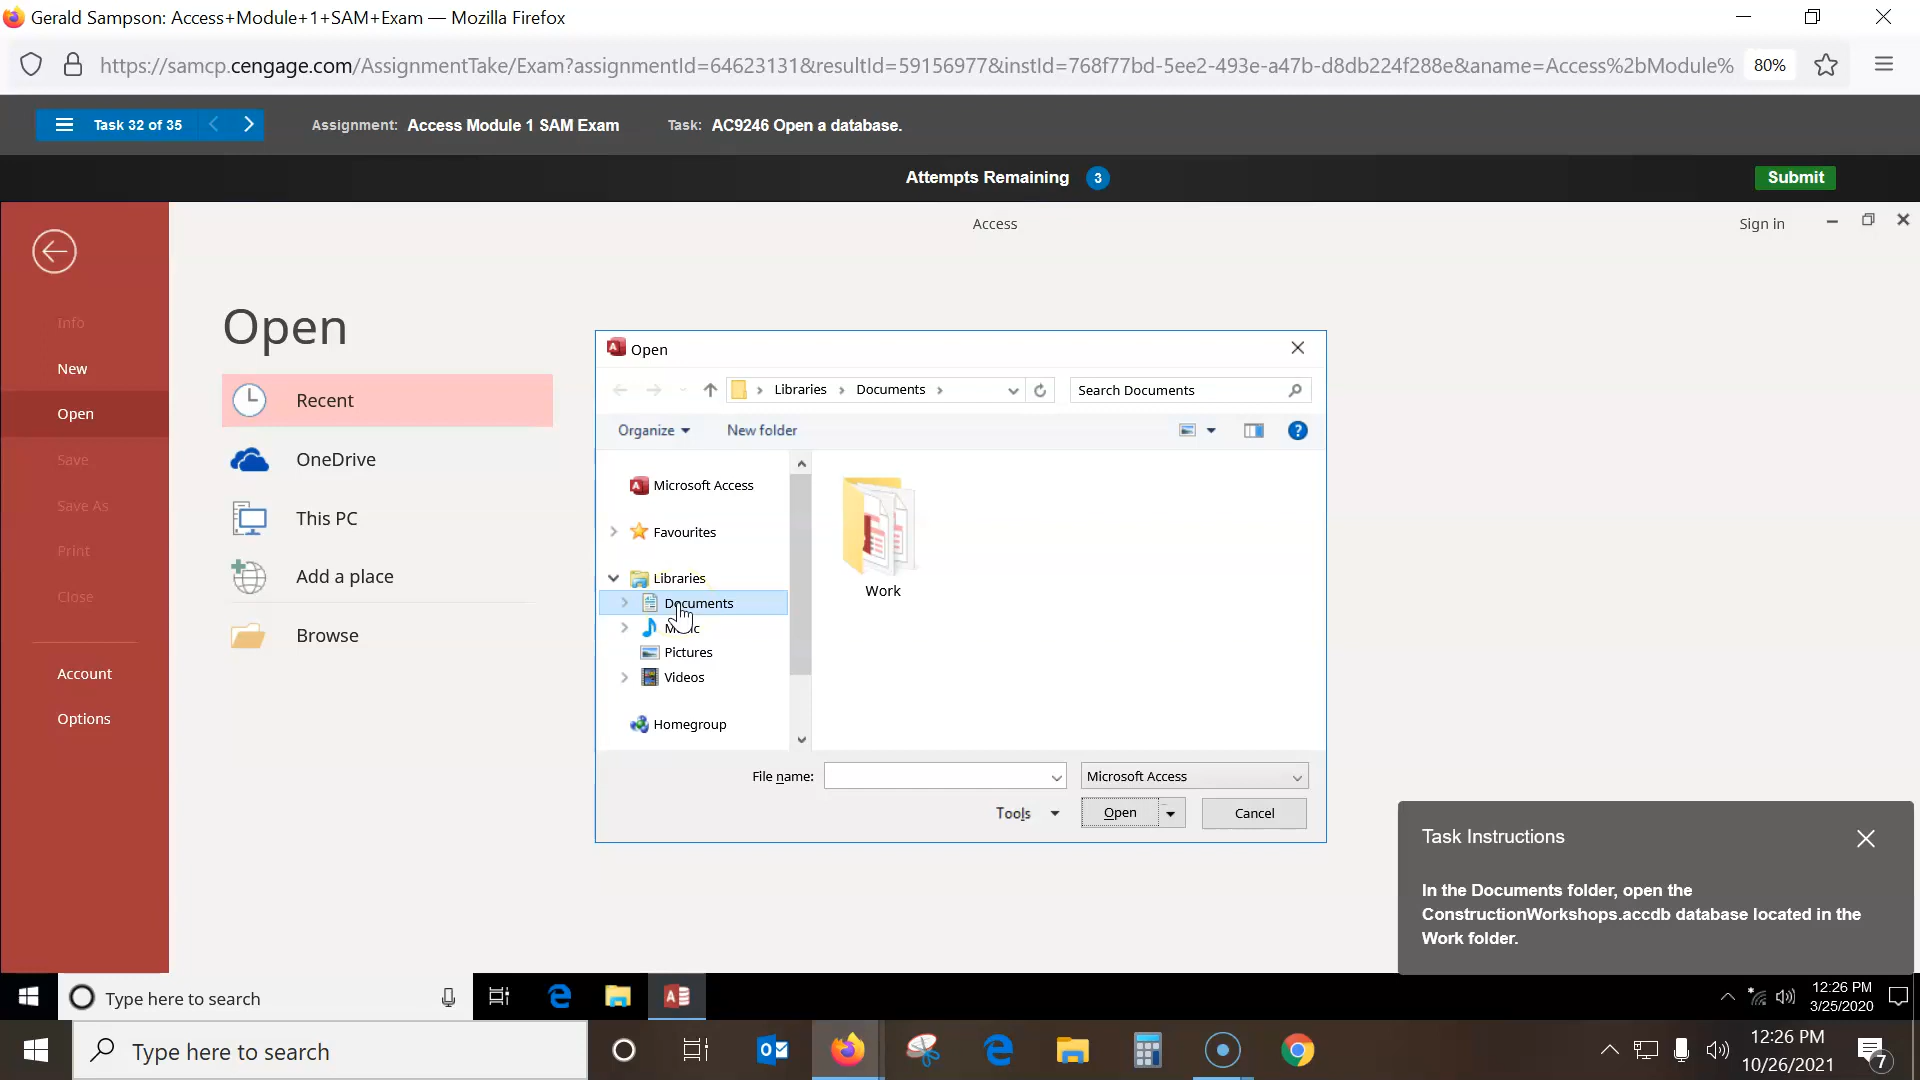 Gerald Sampson: Access+Module+1+SAM+Exam — Mozilla Firefox
https://samcp.cengage.com/AssignmentTake/Exam?assignmentId=64623131&resultId=59156977&instId=768f77bd-5ee2-493e-a47b-d8db224f288e&aname=Access%2bModule%
80%
Task 32 of 35
Assignment: Access Module 1 SAM Exam
Task: AC9246 Open a database.
Attempts Remaining 3
Submit
Access
Sign in
Info
New
Open
Save
Save As
Print
Close
Account
Options
Open
Recent
OneDrive
This PC
Add a place
Browse
Open
Libraries
Documents
Search Documents
Organize
New folder
Microsoft Access
Favourites
Libraries
Documents
Pictures
Videos
Homegroup
Work
File name:
Microsoft Access
Tools
Open
Cancel
Task Instructions
In the Documents folder, open the
ConstructionWorkshops.accdb database located in the
Work folder.
Type here to search
12:26 PM
3/25/2020
Type here to search
12:26 PM
10/26/2021
7